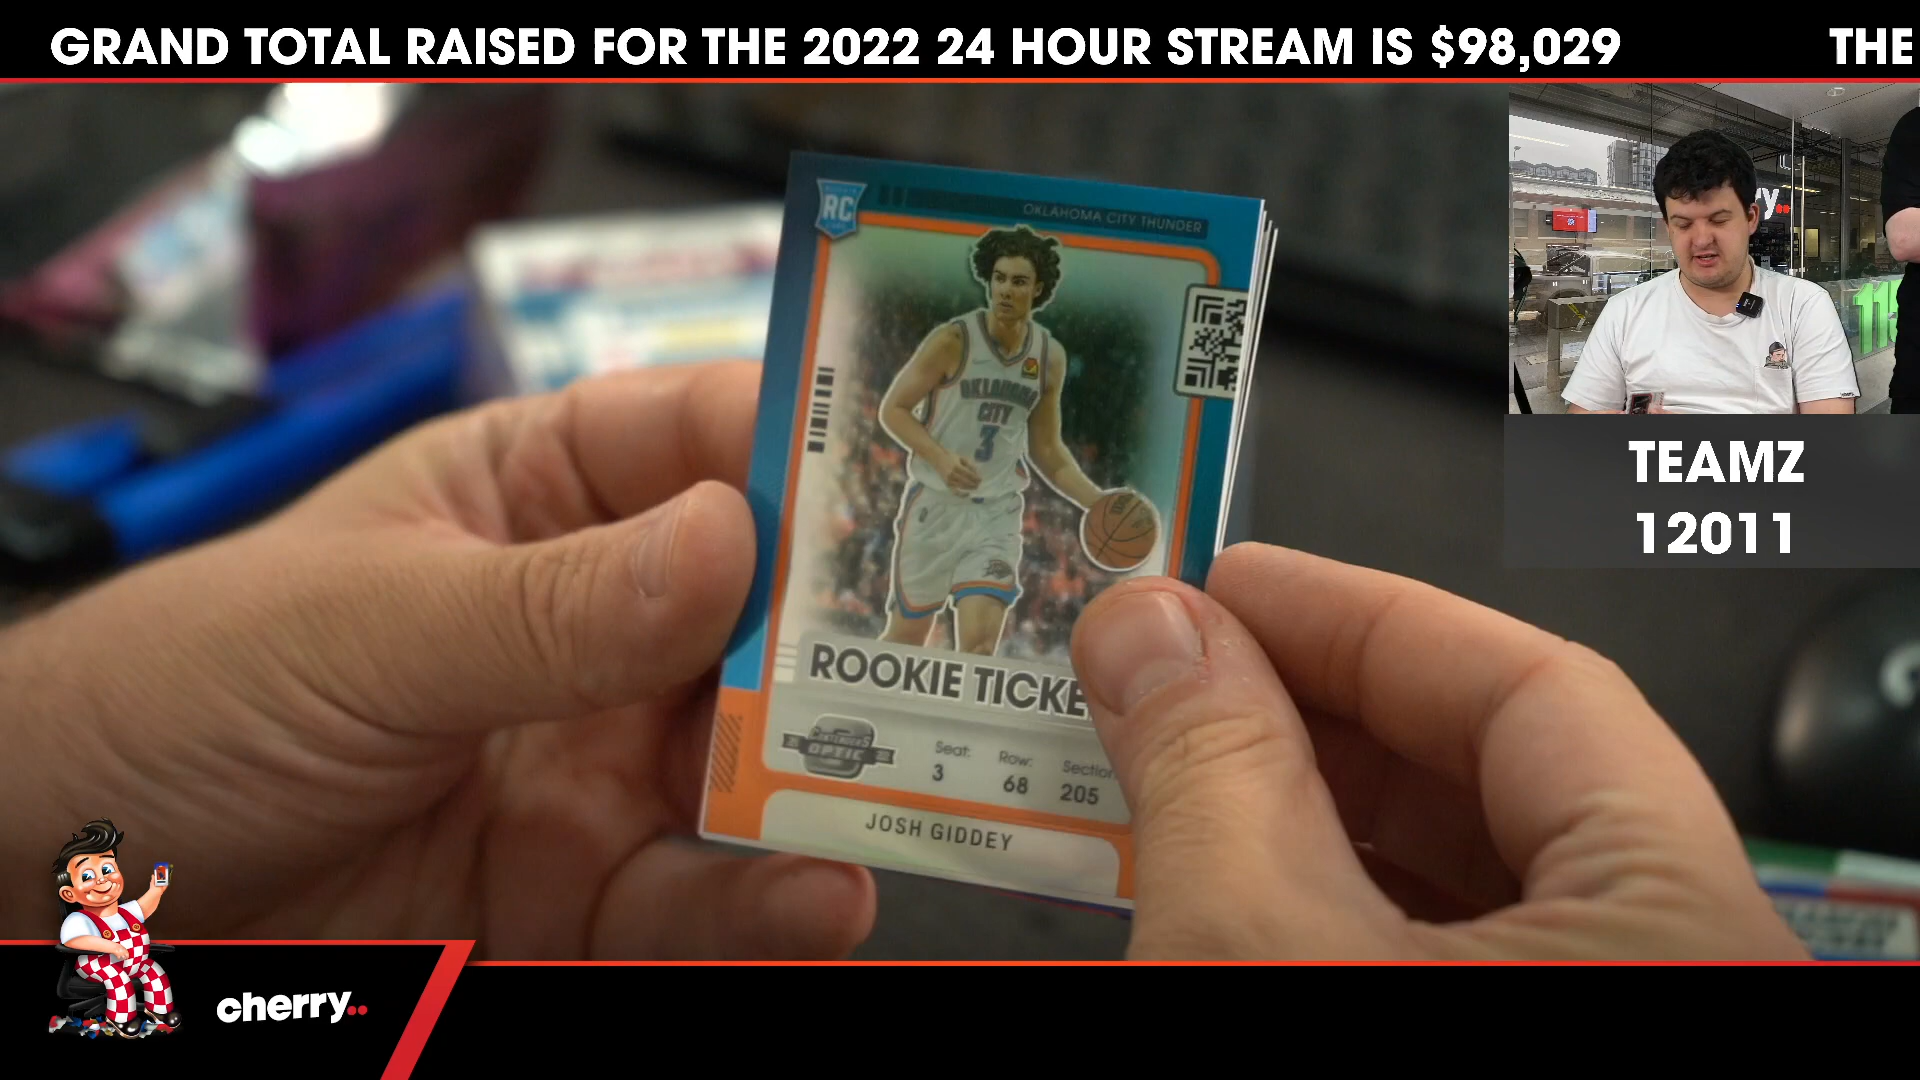 GRAND TOTAL RAISED FOR THE 2022 24 HOUR STREAM IS $98,029 THE
RC
OKLAHOMA CITY THUNDER
OKLAHOMA
CITY
3
ROOKIE TICKE
CONTENDERS
OPTIC
Seat: Row: Section
3 68 205
JOSH GIDDEY
y..
TEAMZ
12011
cherry..